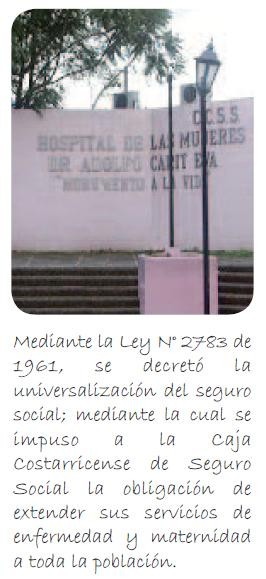 C.C.S.S.
HOSPITAL DE LAS MUJERES
DR ADOLFO CARIT EVA
"MONUMENTO A LA VIDA"
Mediante la Ley N° 2783 de
1961, se decretó la
universalización del seguro
social; mediante la cual se
impuso a la Caja
Costarricense de Seguro
Social la obligación de
extender sus servicios de
enfermedad y maternidad
a toda la población.